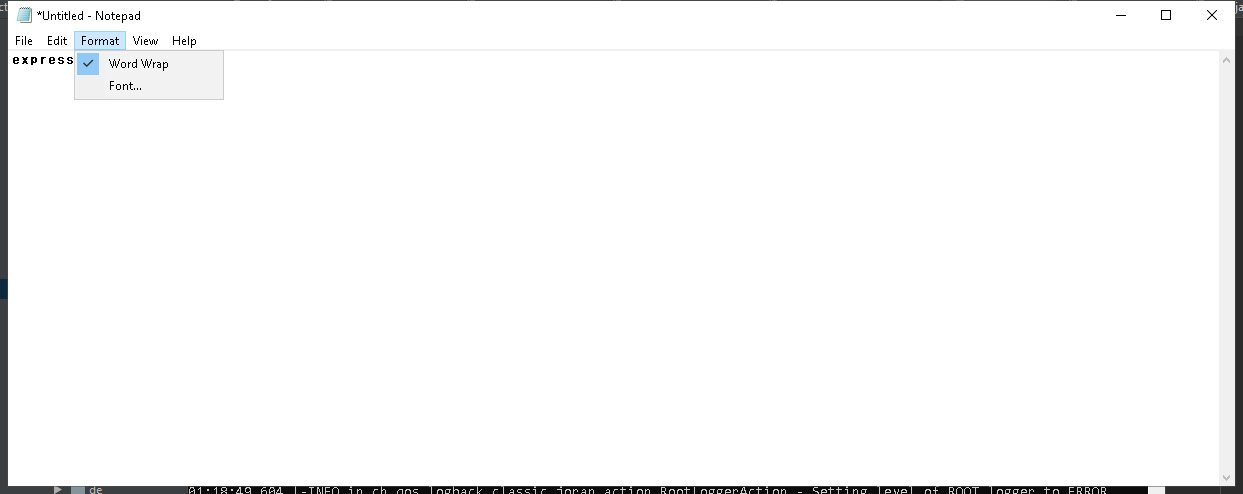 *Untitled - Notepad
File Edit Format View Help
express
Word Wrap
Font...
de
01:18:49,604 |-INFO in ch.qos.logback.classic.joran.action.RootLoggerAction - Setting level of ROOT logger to ERROR